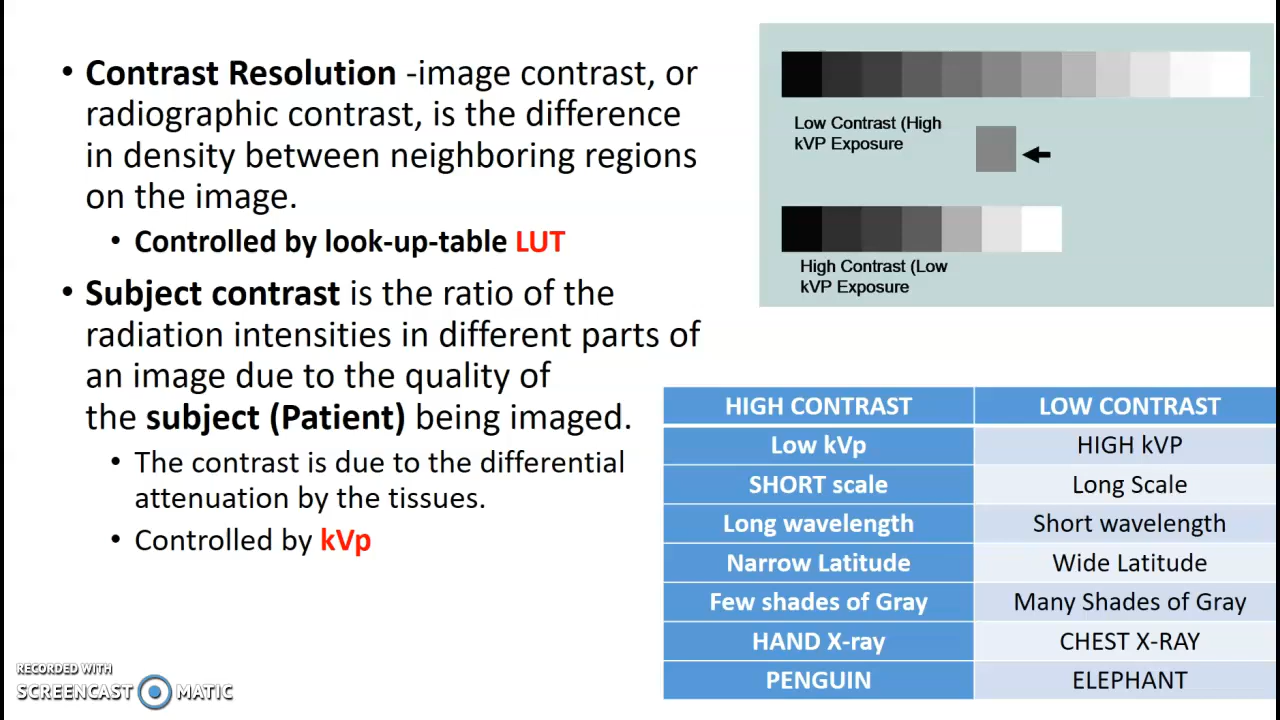 • Contrast Resolution -image contrast, or
radiographic contrast, is the difference
in density between neighboring regions
on the image.
• Controlled by look-up-table LUT
• Subject contrast is the ratio of the
radiation intensities in different parts of
an image due to the quality of
the subject (Patient) being imaged.
• The contrast is due to the differential
attenuation by the tissues.
• Controlled by kVp
Low Contrast (High
kVP Exposure
High Contrast (Low
kVP Exposure
HIGH CONTRAST LOW CONTRAST
Low kVp HIGH kVP
SHORT scale Long Scale
Long wavelength Short wavelength
Narrow Latitude Wide Latitude
Few shades of Gray Many Shades of Gray
HAND X-ray CHEST X-RAY
PENGUIN ELEPHANT
RECORDED WITH
SCREENCAST MATIC